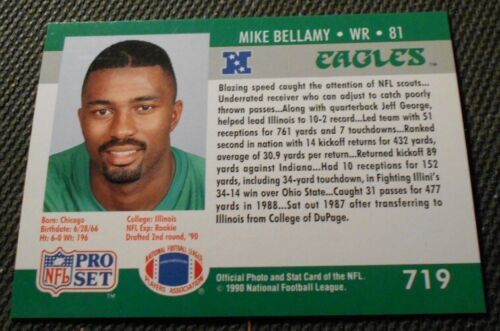 MIKE BELLAMY • WR • 81
EAGLES
TM
Blazing speed caught the attention of NFL scouts...
Underrated receiver who can adjust to catch poorly
thrown passes...Along with quarterback Jeff George,
helped lead Illinois to 10-2 record...Led team with 51
receptions for 761 yards and 7 touchdowns...Ranked
second in nation with 14 kickoff returns for 432 yards,
average of 30.9 yards per return...Returned kickoff 89
yards against Indiana...Had 10 receptions for 152
yards, including 34-yard touchdown, in Fighting Illini's
34-14 win over Ohio State...Caught 31 passes for 477
yards in 1988...Sat out 1987 after transferring to
Illinois from College of DuPage.
Born: Chicago
Birthdate: 6/28/66
Ht: 6-0 Wt: 196
College: Illinois
NFL Exp: Rookie
Drafted 2nd round, '90
NFL
PRO
SET
TM
NATIONAL FOOTBALL LEAGUE
PLAYERS ASSOCIATION
Official Photo and Stat Card of the NFL.
© 1990 National Football League.
719